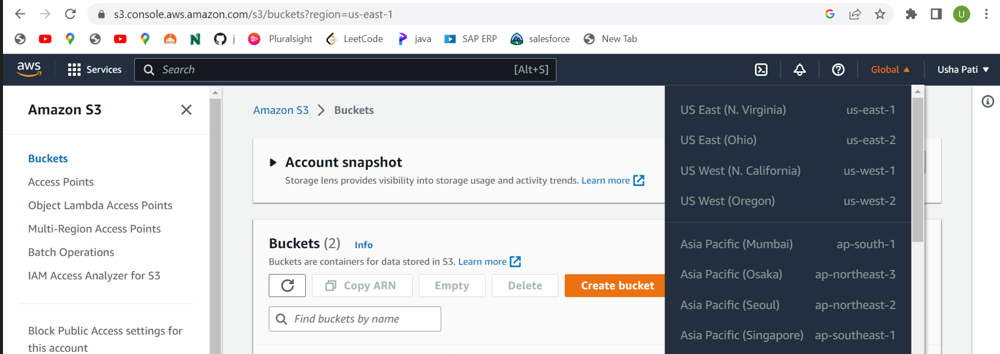 s3.console.aws.amazon.com/s3/buckets?region=us-east-1
U
j
Pluralsight
LeetCode
java
SAP ERP
salesforce
New Tab
aws
Services
Search
[Alt+S]
Global
Usha Pati
Amazon S3
Buckets
Access Points
Object Lambda Access Points
Multi-Region Access Points
Batch Operations
IAM Access Analyzer for S3
Block Public Access settings for
this account
Amazon S3 > Buckets
Account snapshot
Storage lens provides visibility into storage usage and activity trends. Learn more
Buckets (2) Info
Buckets are containers for data stored in S3. Learn more
Copy ARN
Empty
Delete
Create bucket
Find buckets by name
US East (N. Virginia) us-east-1
US East (Ohio) us-east-2
US West (N. California) us-west-1
US West (Oregon) us-west-2
Asia Pacific (Mumbai) ap-south-1
Asia Pacific (Osaka) ap-northeast-3
Asia Pacific (Seoul) ap-northeast-2
Asia Pacific (Singapore) ap-southeast-1